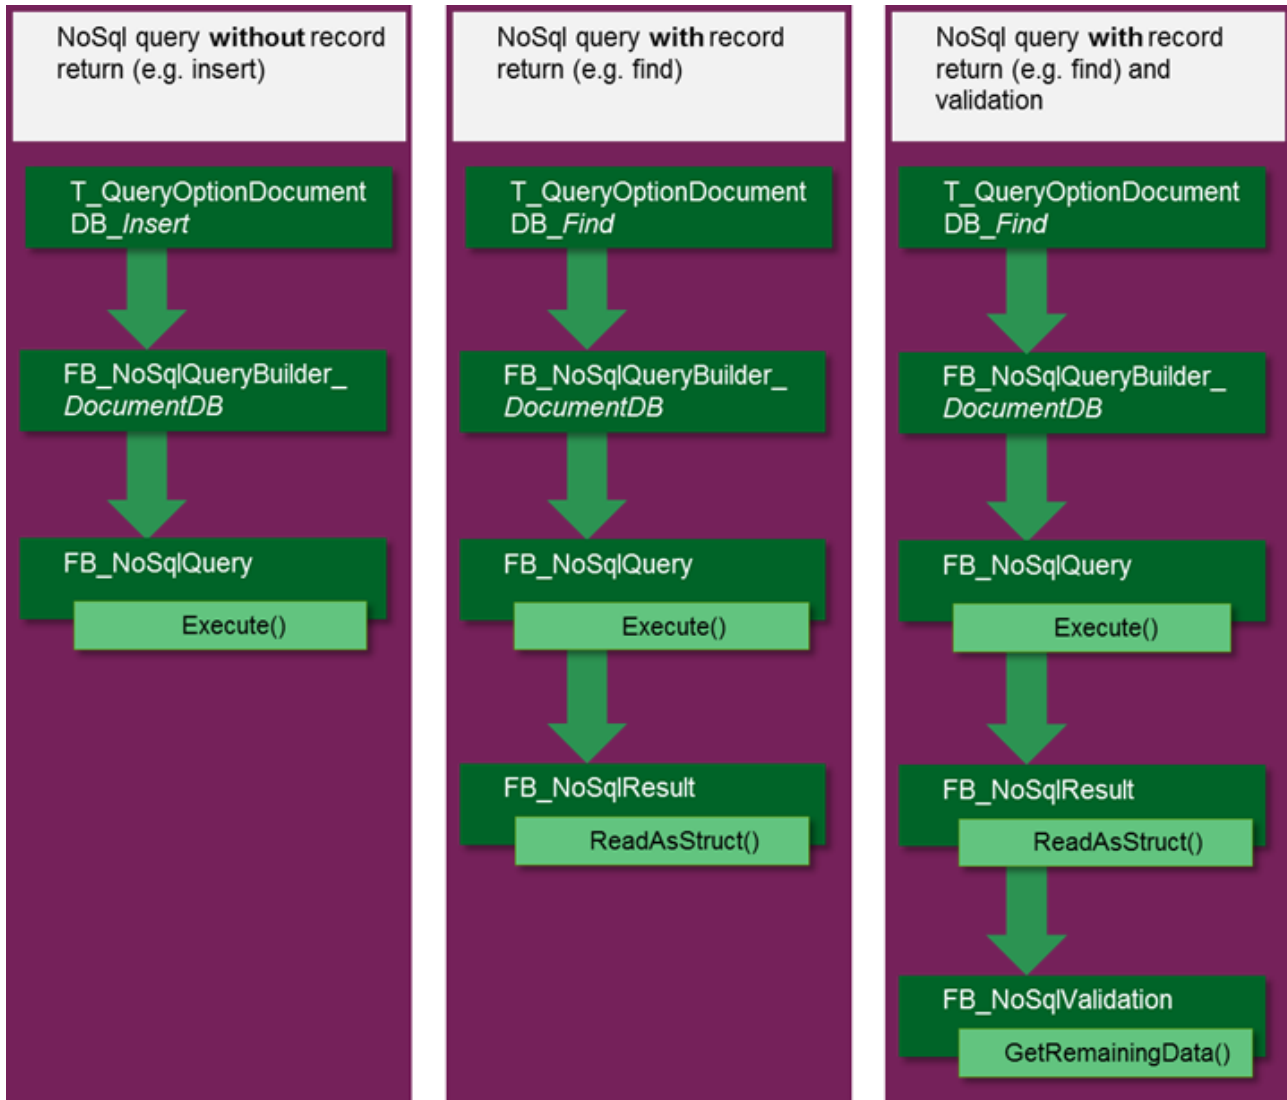 NoSql query without record
return (e.g. insert)
T_QueryOptionDocument
DB_Insert
FB_NoSqlQueryBuilder_
DocumentDB
FB_NoSqlQuery
Execute()
NoSql query with record
return (e.g. find)
T_QueryOptionDocument
DB_Find
FB_NoSqlQueryBuilder_
DocumentDB
FB_NoSqlQuery
Execute()
FB_NoSqlResult
ReadAsStruct()
NoSql query with record
return (e.g. find) and
validation
T_QueryOptionDocument
DB_Find
FB_NoSqlQueryBuilder_
DocumentDB
FB_NoSqlQuery
Execute()
FB_NoSqlResult
ReadAsStruct()
FB_NoSqlValidation
GetRemainingData()